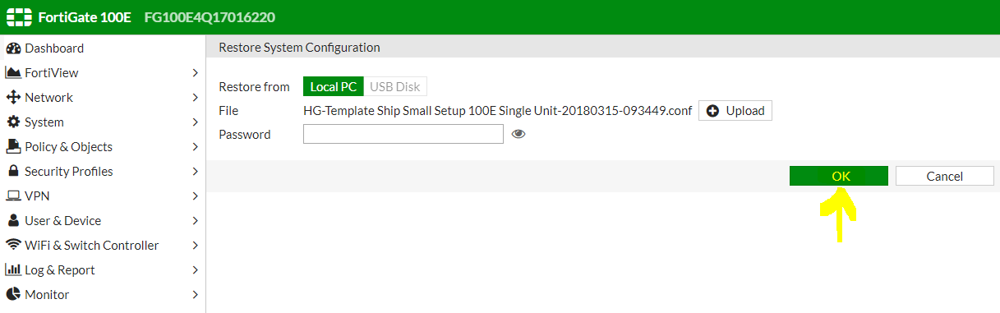 FortiGate 100E FG100E4Q17016220
Dashboard
FortiView
Network
System
Policy & Objects
Security Profiles
VPN
User & Device
WiFi & Switch Controller
Log & Report
Monitor
Restore System Configuration
Restore from Local PC USB Disk
File HG-Template Ship Small Setup 100E Single Unit-20180315-093449.conf Upload
Password
OK Cancel